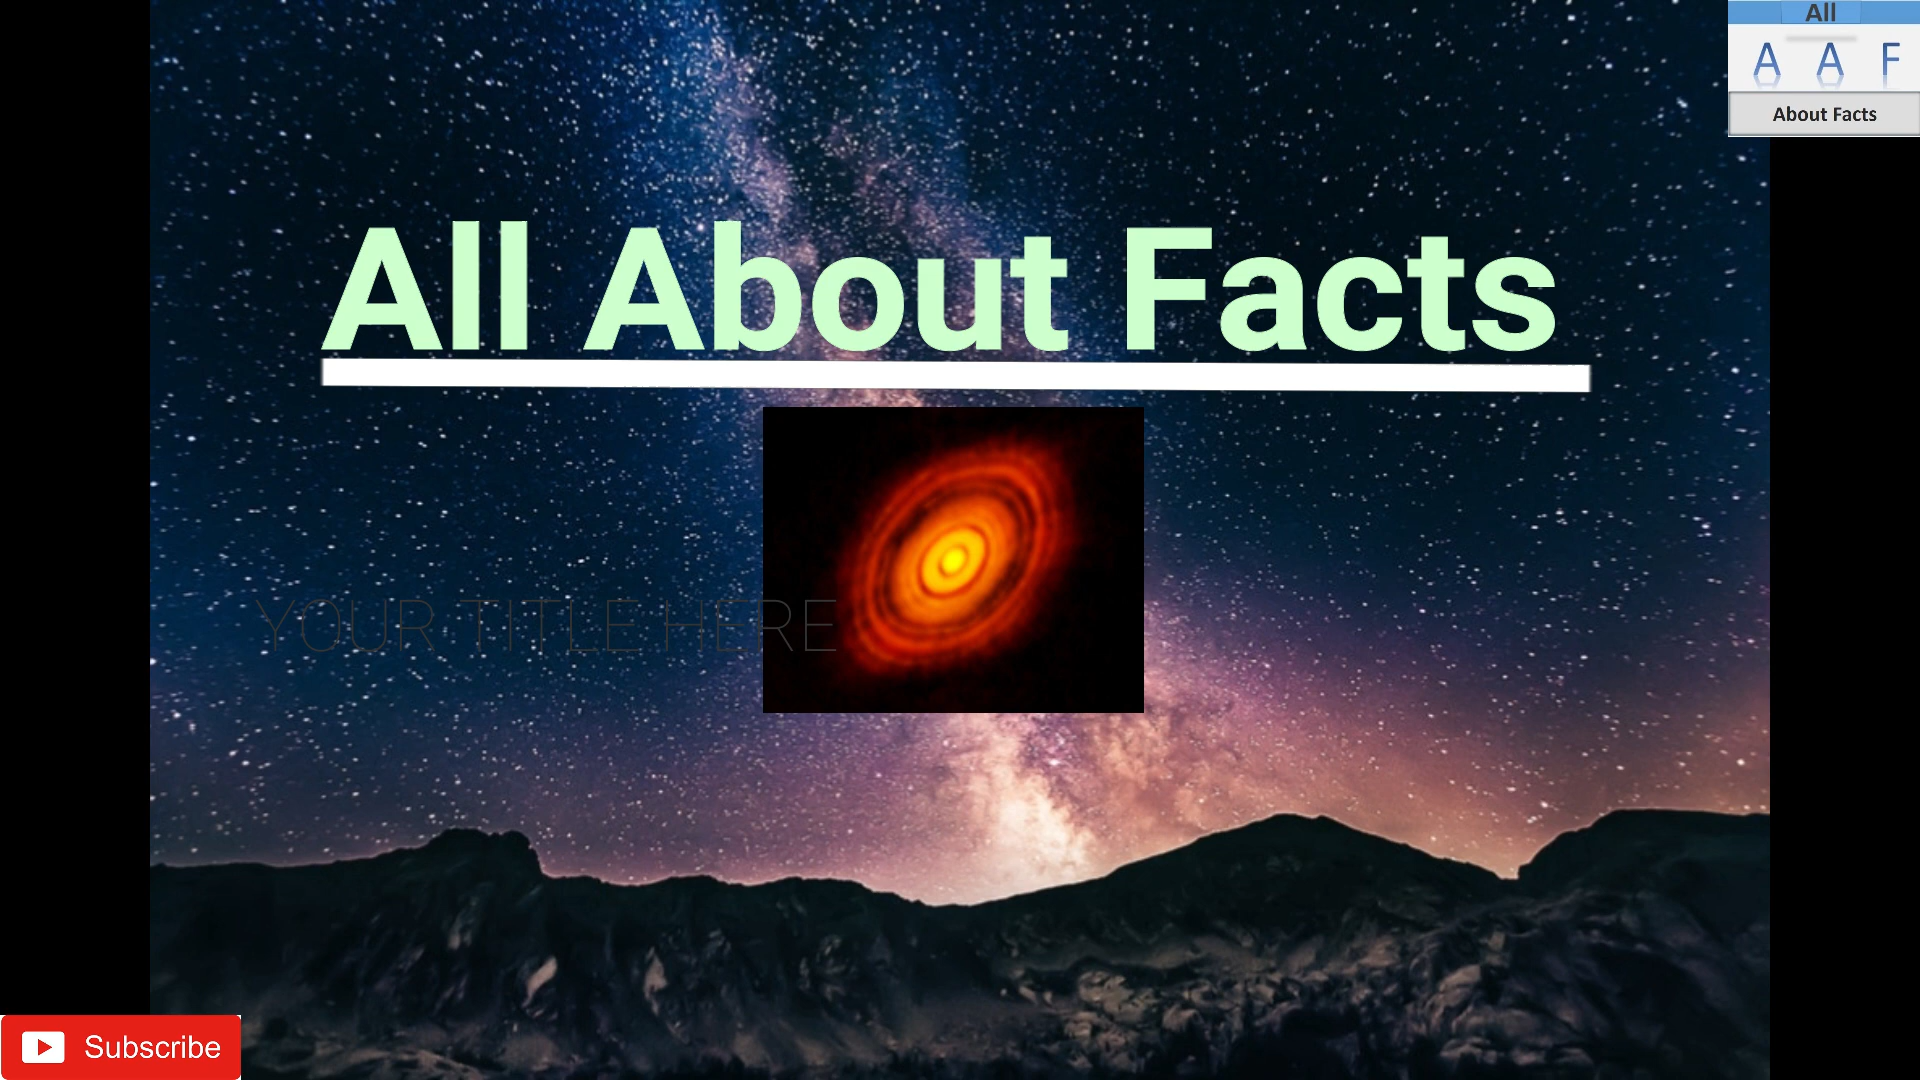 All
A A F
About Facts
All About Facts
YOUR TITLE HERE
Subscribe